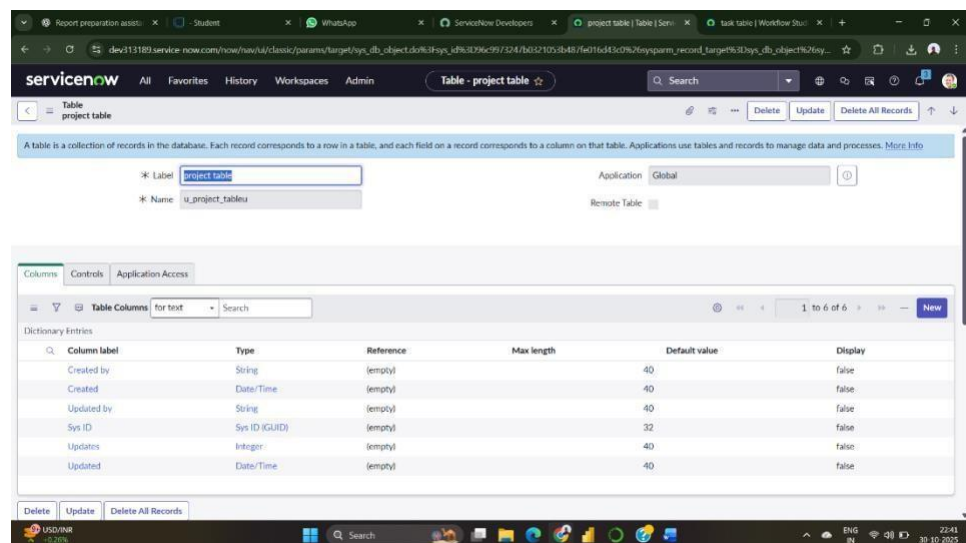 Report preparation assista
- Student
WhatsApp
ServiceNow Developers
project table | Table | Servi
task table | Workflow Stud
dev313189.service-now.com/now/nav/ui/classic/params/target/sys_db_object.do%3Fsys_id%3D96c9973247b0321053b487fe016d43c0%26sysparm_record_target%3Dsys_db_object%26sy...
servicenow All Favorites History Workspaces Admin Table - project table Search 3
Table
project table
Delete Update Delete All Records
A table is a collection of records in the database. Each record corresponds to a row in a table, and each field on a record corresponds to a column on that table. Applications use tables and records to manage data and processes. More Info
* Label project table Application Global
* Name u_project_tableu Remote Table
Columns Controls Application Access
Table Columns for text Search 1 to 6 of 6 New
Dictionary Entries
Column label Type Reference Max length Default value Display
Created by String (empty) 40 false
Created Date/Time (empty) 40 false
Updated by String (empty) 40 false
Sys ID Sys ID (GUID) (empty) 32 false
Updates Integer (empty) 40 false
Updated Date/Time (empty) 40 false
Delete Update Delete All Records
USD/INR
+0.26%
Search
ENG
IN
22:41
30-10-2025